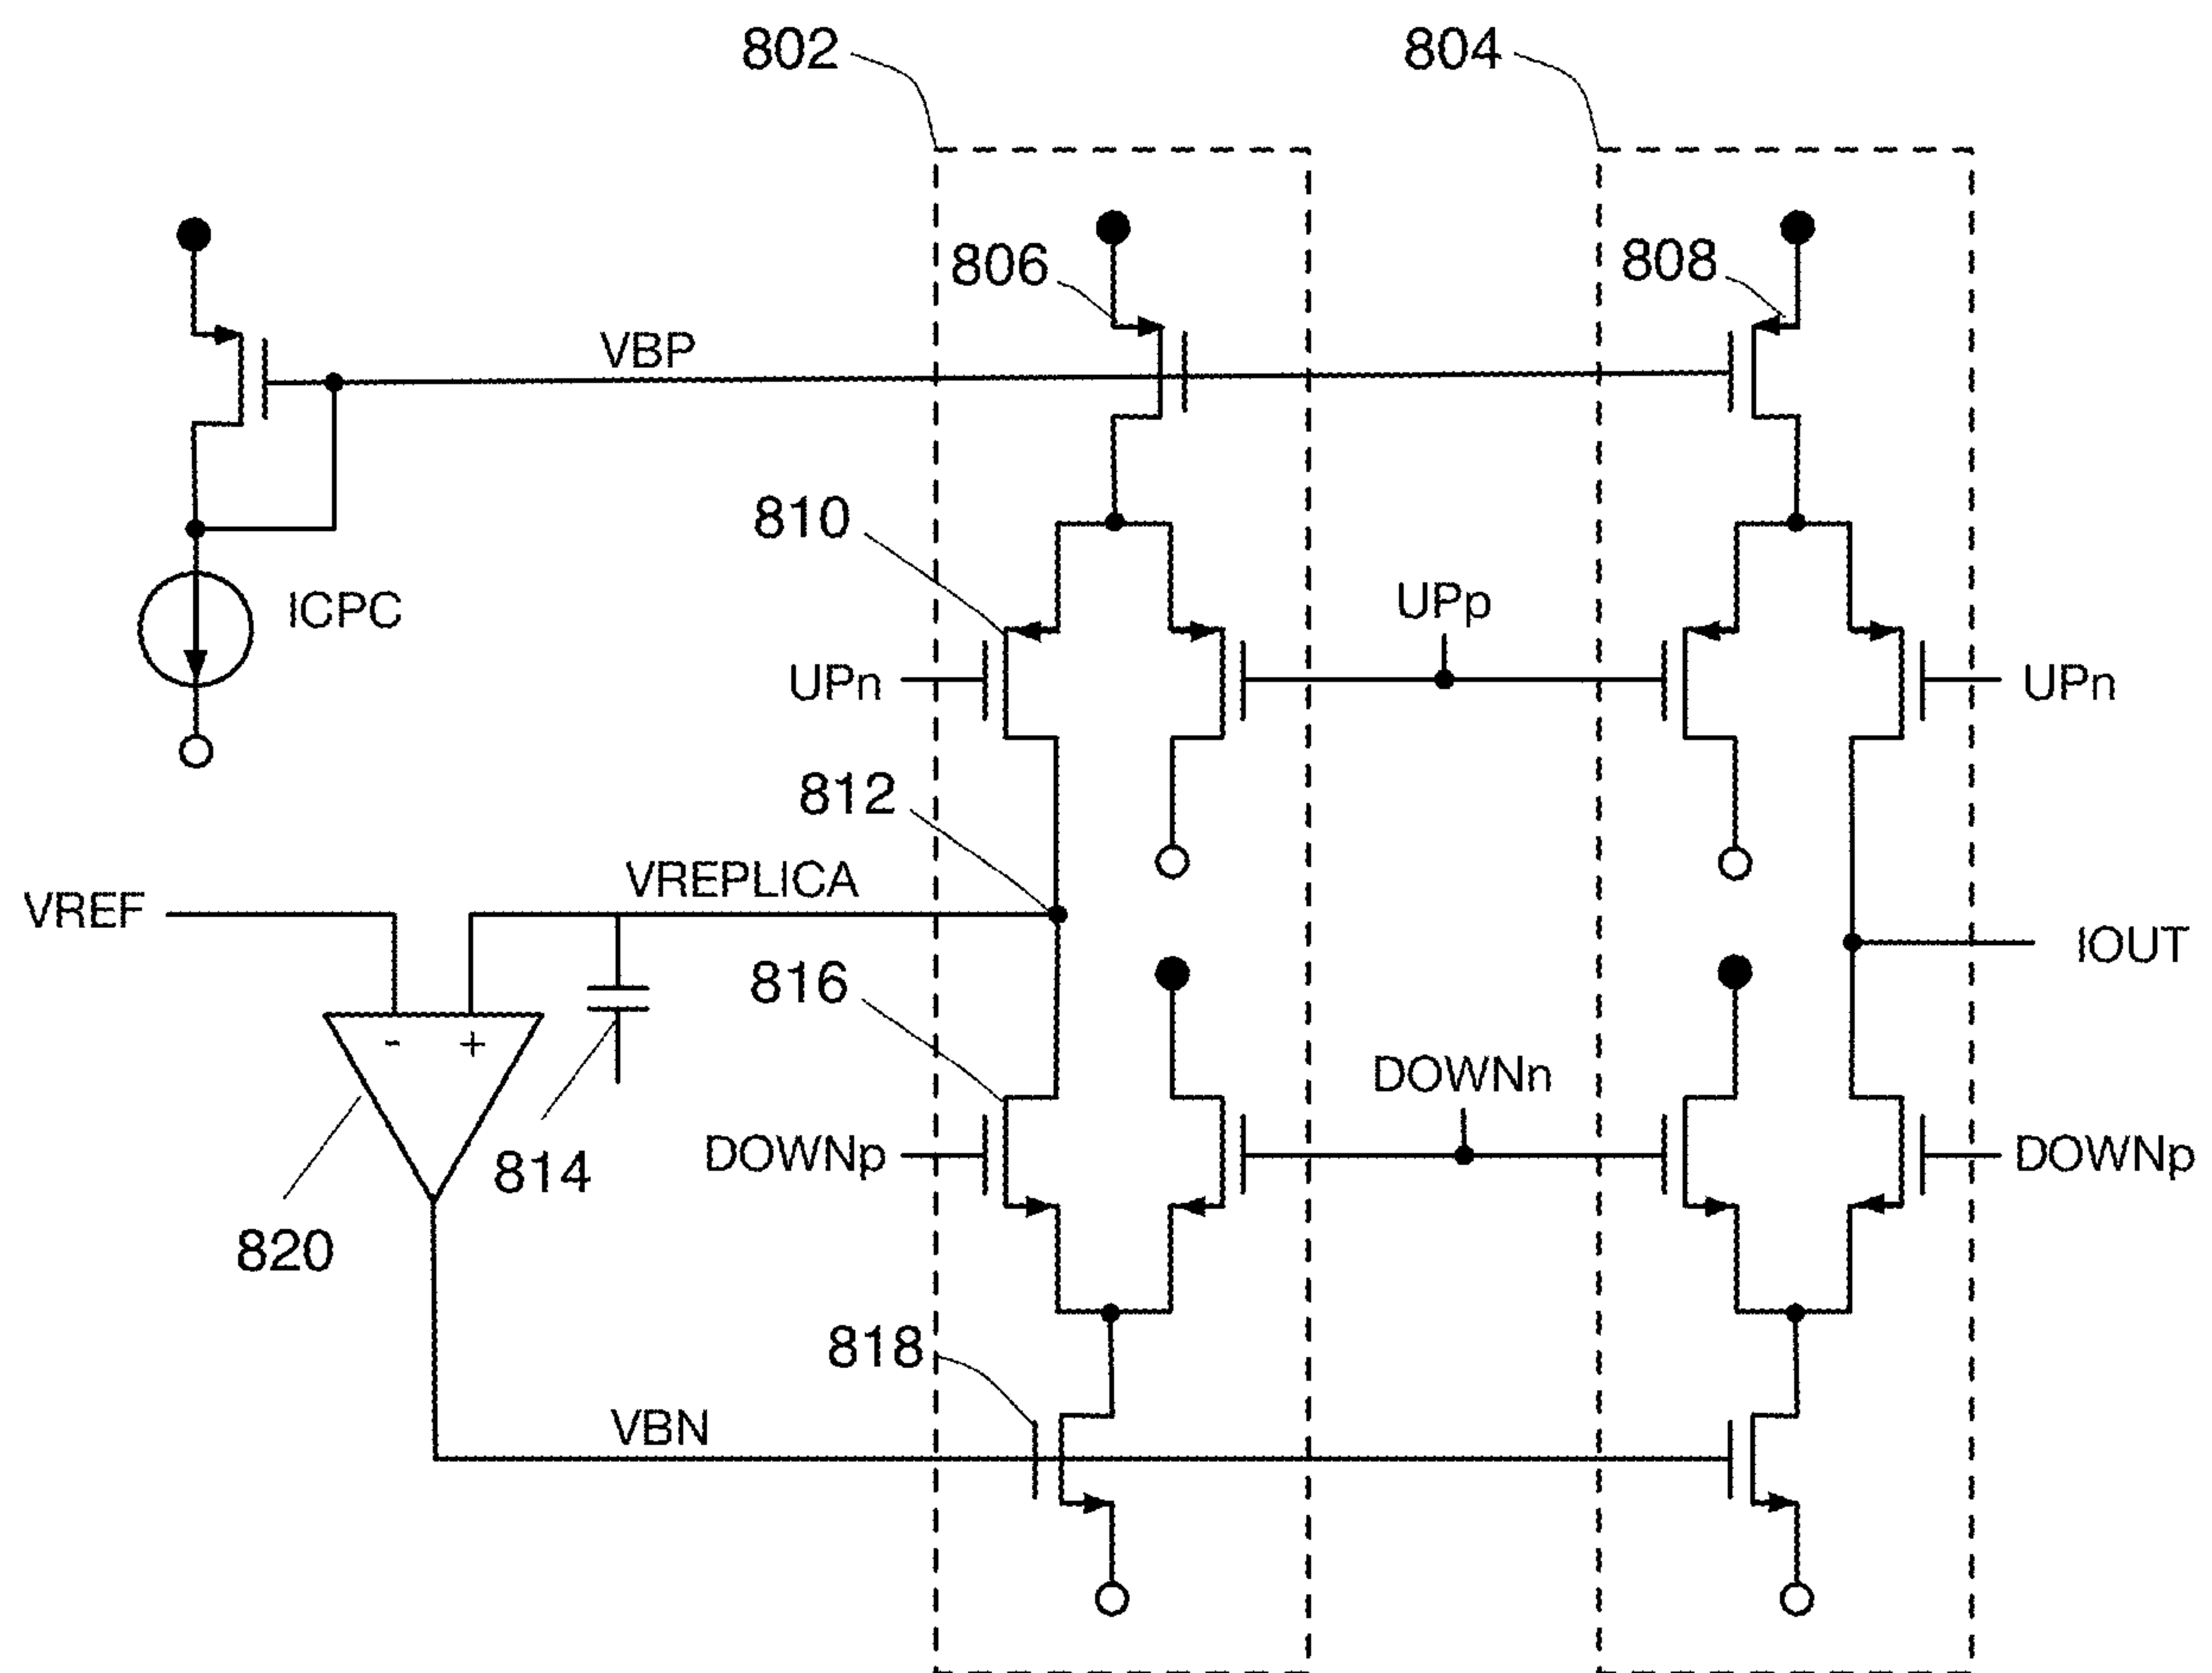 802
804
806
808
VBP
810
ICPC
UPp
UPn
UPn
812
VREPLICA
VREF
IOUT
816
- +
DOWNn
814
DOWNp
DOWNp
820
818
VBN